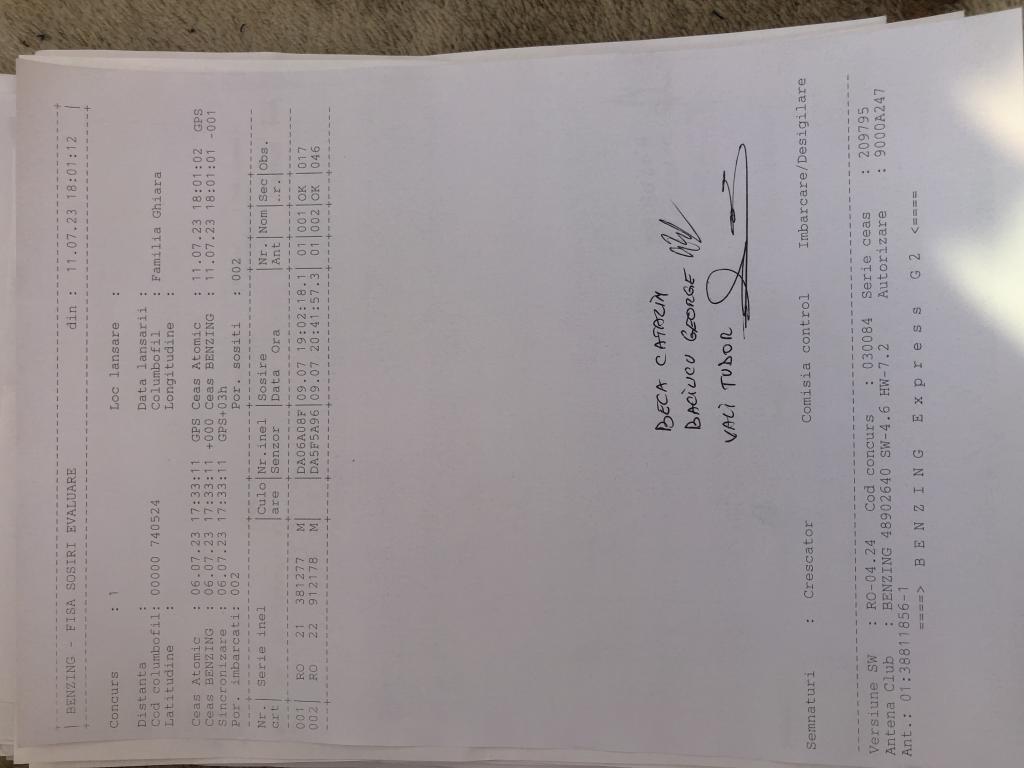 +-----------------------------------------------------------------------------+
| BENZING - FISA SOSIRI EVALUARE din : 11.07.23 18:01:12 |
+-----------------------------------------------------------------------------+
Concurs : 1 Loc lansare :
Distanta : Data lansarii :
Cod columbofil: 00000 740524 Columbofil : Familia Ghiara
Latitudine : Longitudine :
Ceas Atomic : 06.07.23 17:33:11 GPS Ceas Atomic : 11.07.23 18:01:02 GPS
Ceas BENZING : 06.07.23 17:33:11 +000 Ceas BENZING : 11.07.23 18:01:01 -001
Sincronizare : 06.07.23 17:33:11 GPS+03h
Por. imbarcati: 002 Por. sositi : 002
Nr.| Serie inel |Culo|Nr.inel |Sosire |Nr. |Nom|Sec|Obs.
crt| |are |Senzor |Data Ora |Ant | |.r.|
001| RO 21 381277 M| |DA06A08F|09.07 19:02:18.1| 01|001|OK |017
002| RO 22 912178 M| |DA5F5A96|09.07 20:41:57.3| 01|002|OK |046
BECA CATALIN
BACIUCU GEORGE
VALI TUDOR
Semnaturi : Crescator Comisia control Imbarcare/Desigilare
Versiune SW : RO-04.24 Cod concurs : 030084 Serie ceas : 209795
Antena Club : BENZING 48902640 SW-4.6 HW-7.2 Autorizare : 9000A247
Ant.: 01:38811856-1
====> B E N Z I N G E x p r e s s G 2 <====